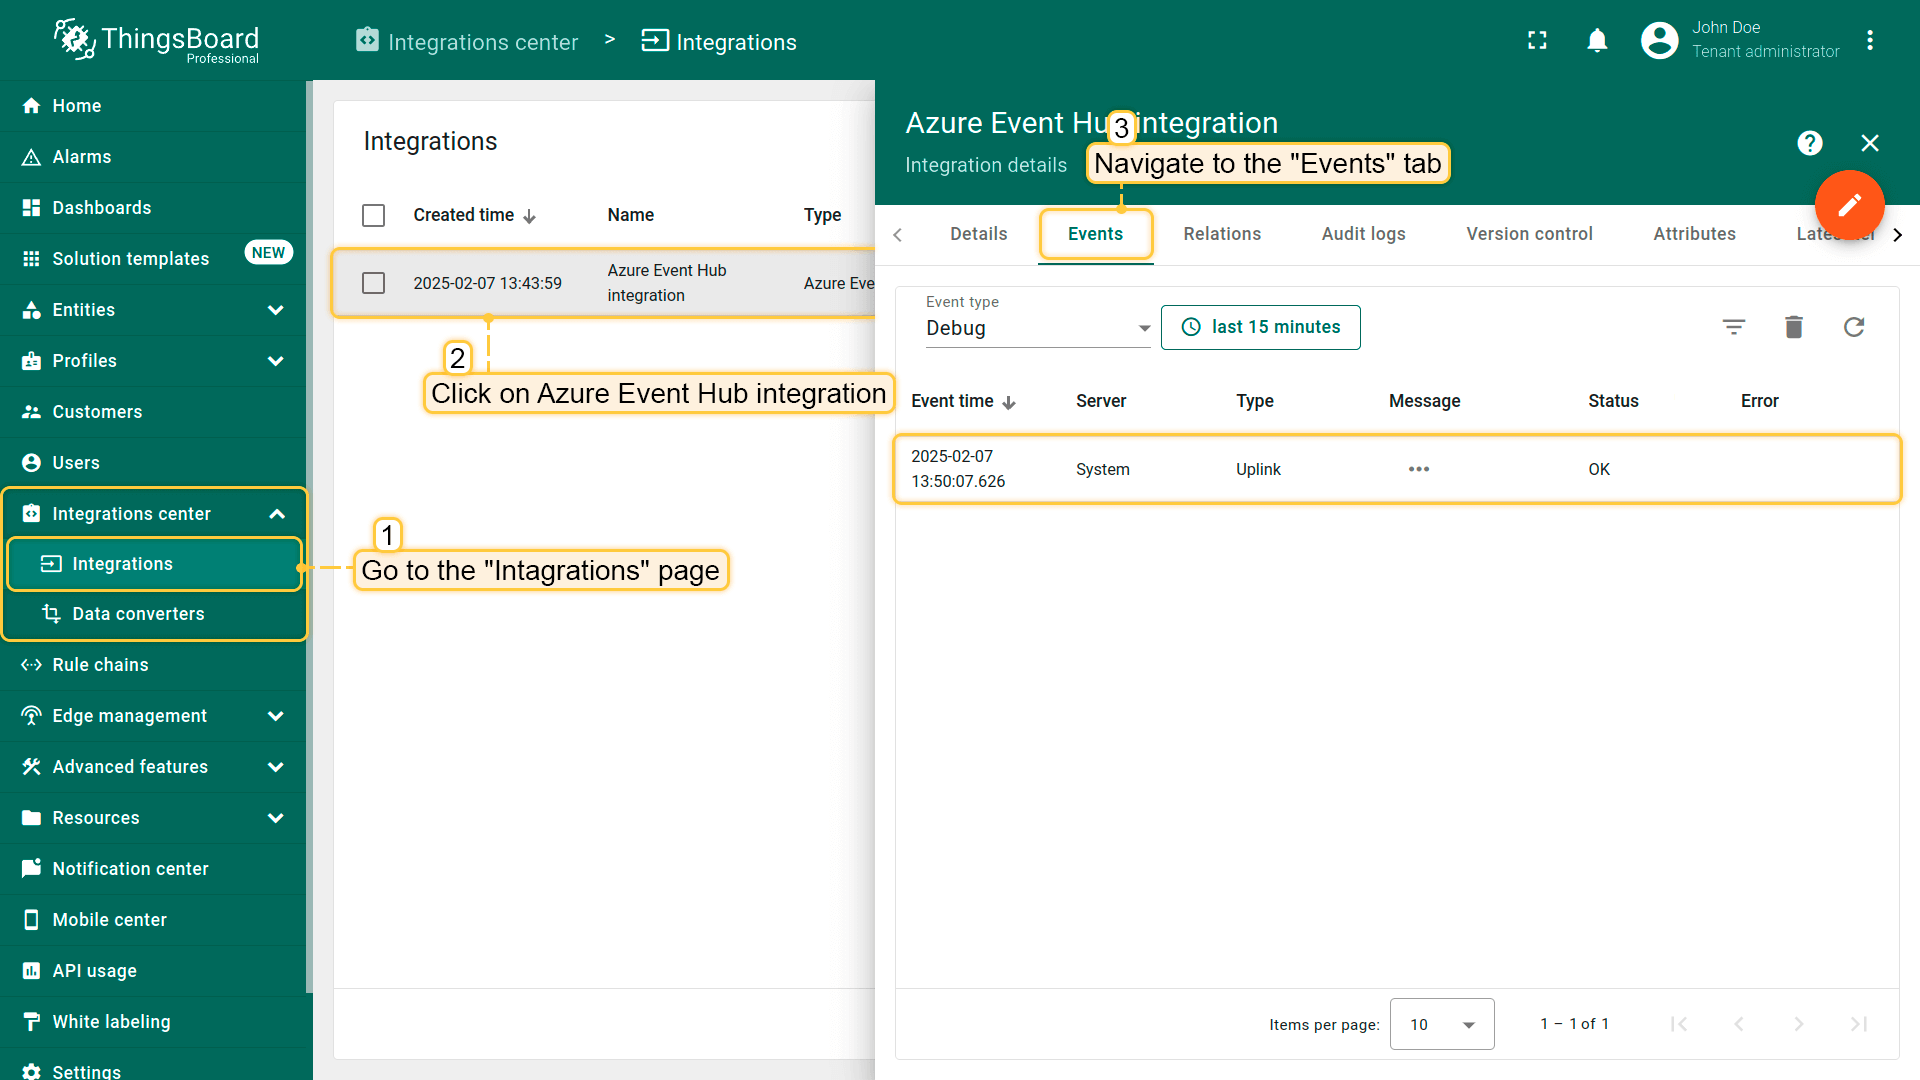 ThingsBoard
Professional
Integrations center > Integrations
John Doe
Tenant administrator
Home
Alarms
Dashboards
Solution templates NEW
Entities
Profiles
Customers
Users
Integrations center
Integrations
Data converters
Rule chains
Edge management
Advanced features
Resources
Notification center
Mobile center
API usage
White labeling
Settings
Integrations
Created time Name Type
2025-02-07 13:43:59 Azure Event Hub Azure Eve
integration
2
Click on Azure Event Hub integration
1
Go to the "Intagrations" page
Azure Event Hu integration
3
Integration details
Navigate to the "Events" tab
Details Events Relations Audit logs Version control Attributes
Event type
Debug
last 15 minutes
Event time Server Type Message Status Error
2025-02-07
13:50:07.626
System Uplink ••• OK
Items per page: 10 1 – 1 of 1